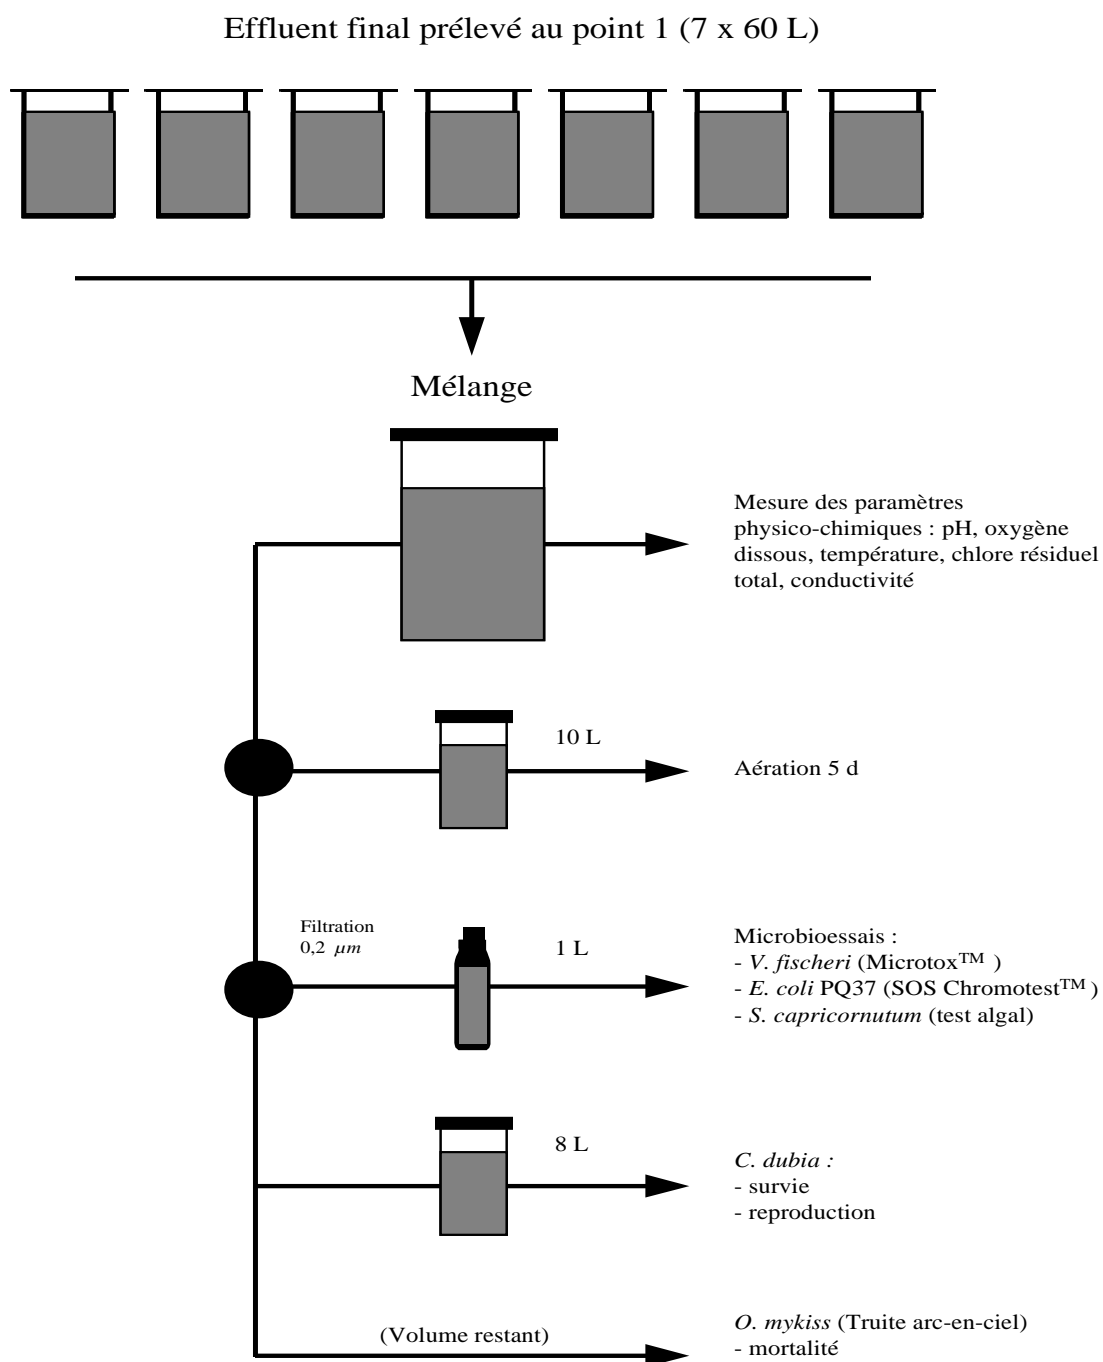 Effluent final prélevé au point 1 (7 x 60 L)
Mélange
Mesure des paramètres
physico-chimiques : pH, oxygène
dissous, température, chlore résiduel
total, conductivité
10 L
Aération 5 d
Filtration
0,2 µm
1 L
Microbioessais :
- V. fischeri (Microtox™ )
- E. coli PQ37 (SOS Chromotest™ )
- S. capricornutum (test algal)
8 L
C. dubia :
- survie
- reproduction
(Volume restant)
O. mykiss (Truite arc-en-ciel)
- mortalité